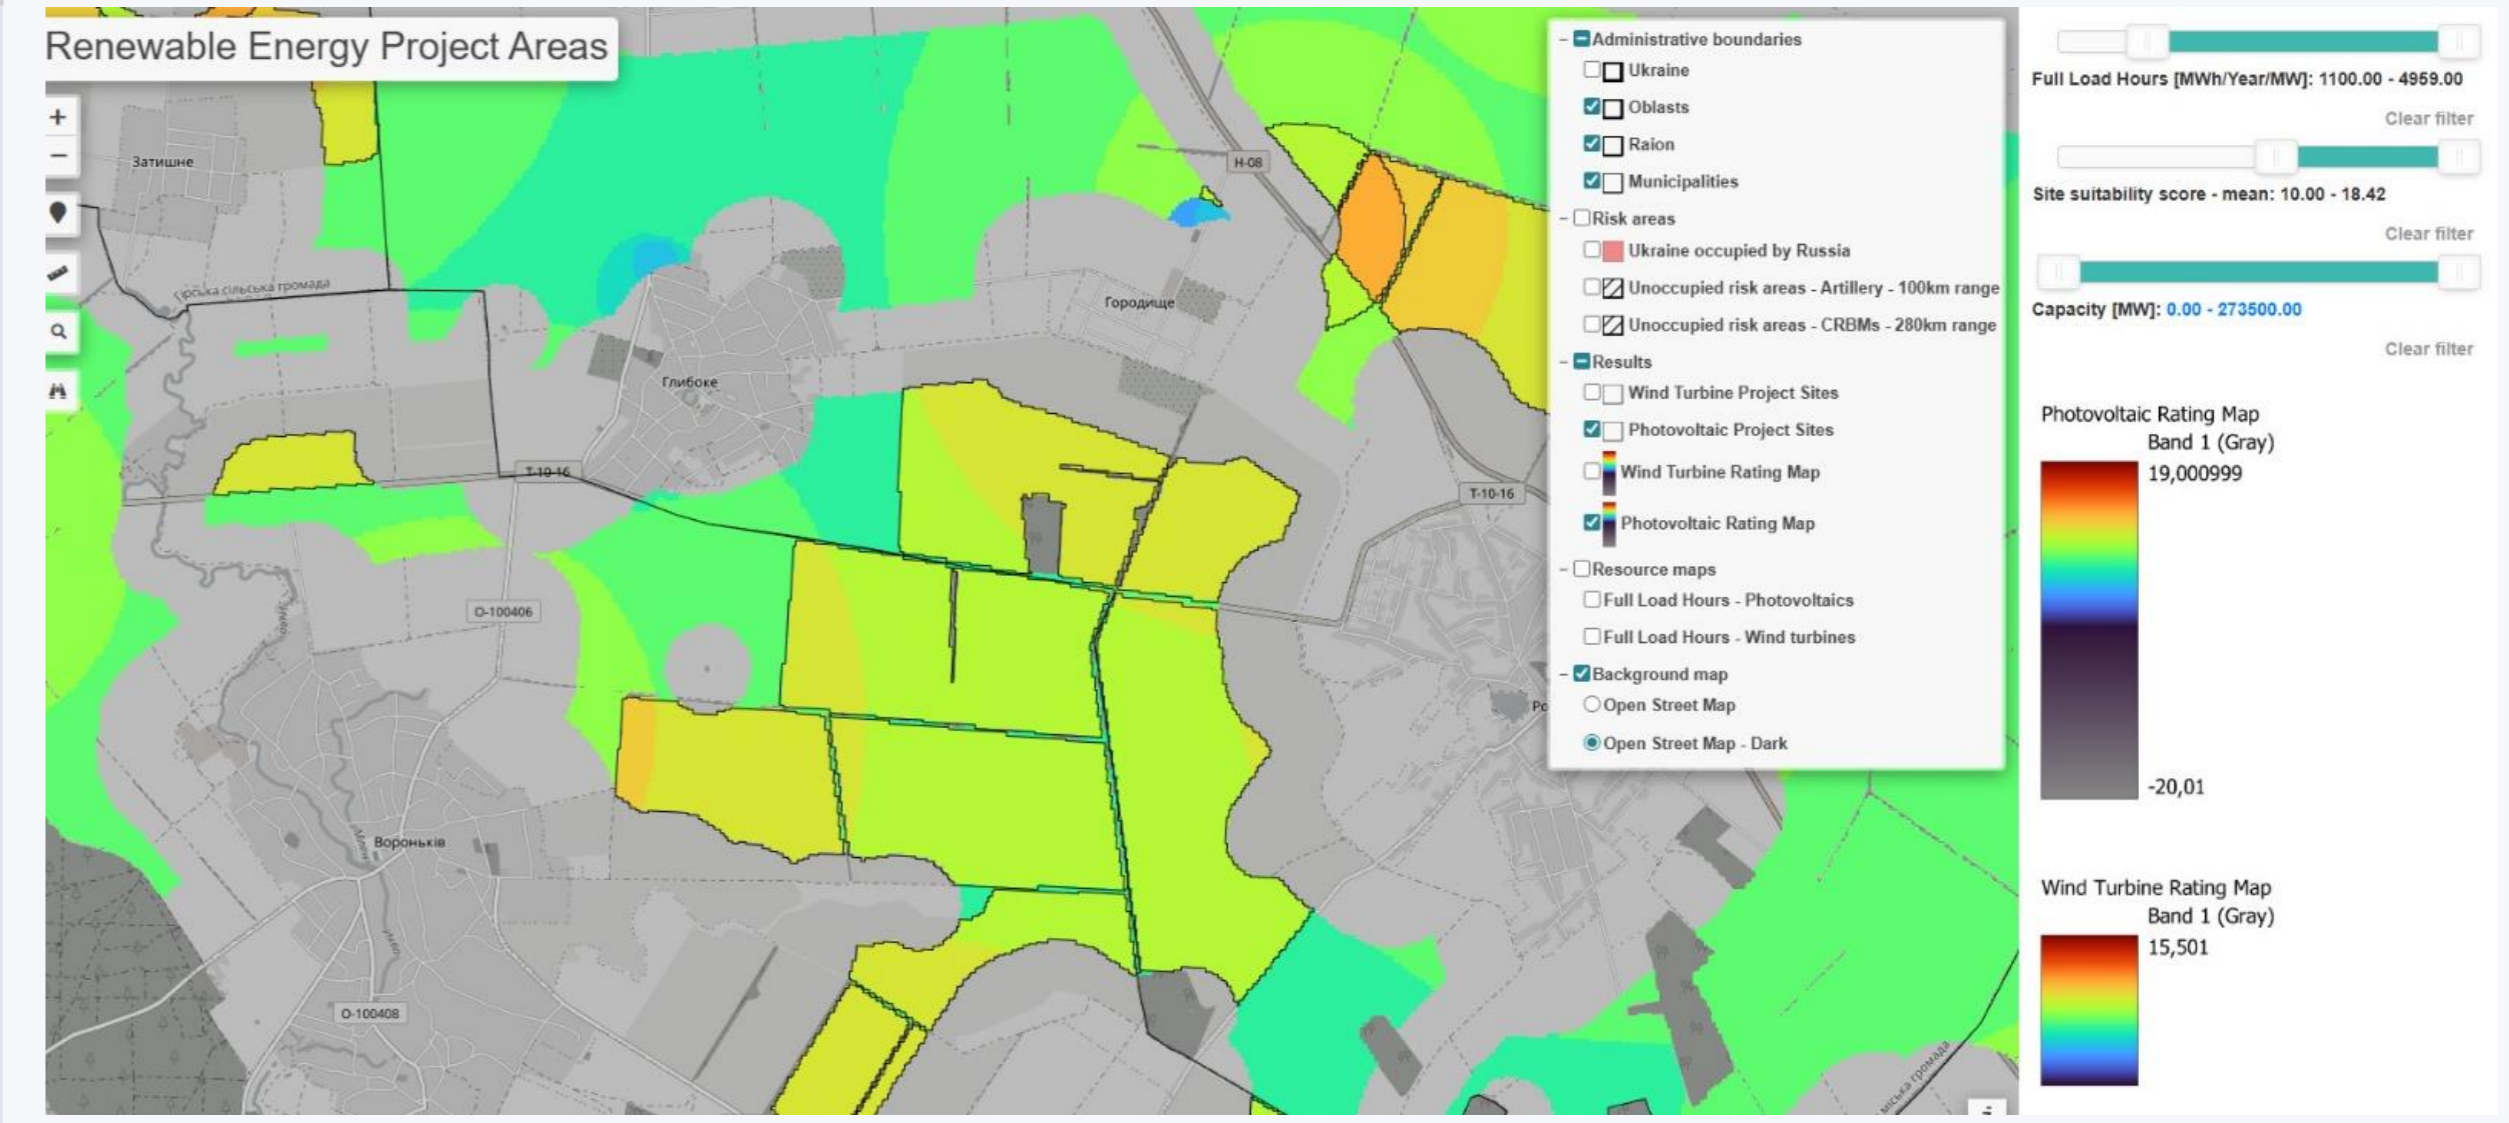 Renewable Energy Project Areas
+
−
Затишне
Гірська сільська громада
Глибоке
Городище
H-08
T-10-16
T-10-16
O-100406
Вороньків
O-100408
міська громада
Administrative boundaries
Ukraine
Oblasts
Raion
Municipalities
Risk areas
Ukraine occupied by Russia
Unoccupied risk areas - Artillery - 100km range
Unoccupied risk areas - CRBMs - 280km range
Results
Wind Turbine Project Sites
Photovoltaic Project Sites
Wind Turbine Rating Map
Photovoltaic Rating Map
Resource maps
Full Load Hours - Photovoltaics
Full Load Hours - Wind turbines
Background map
Open Street Map
Open Street Map - Dark
Full Load Hours [MWh/Year/MW]: 1100.00 - 4959.00
Clear filter
Site suitability score - mean: 10.00 - 18.42
Clear filter
Capacity [MW]: 0.00 - 273500.00
Clear filter
Photovoltaic Rating Map
Band 1 (Gray)
19,000999
-20,01
Wind Turbine Rating Map
Band 1 (Gray)
15,501